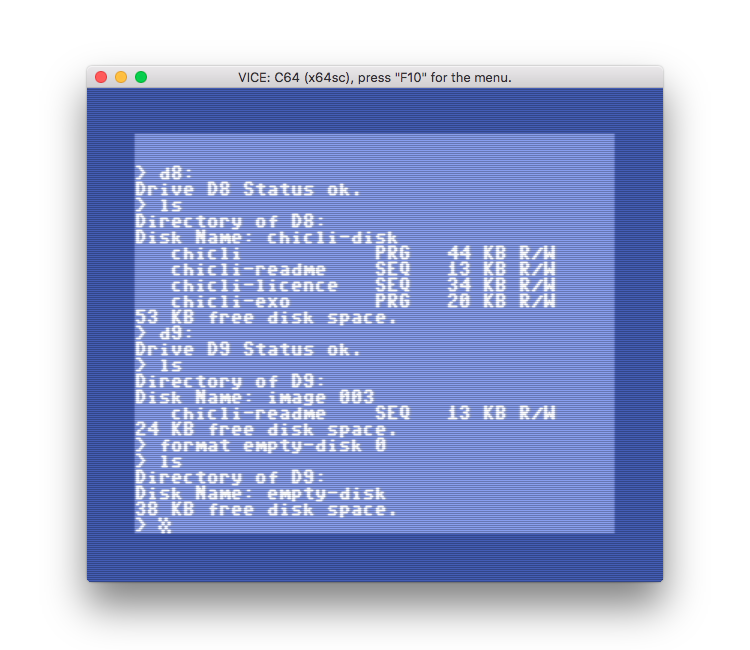 VICE: C64 (x64sc), press "F10" for the menu.
> d8:
Drive D8 Status ok.
> ls
Directory of D8:
Disk Name: chicli-disk
chicli PRG 44 KB R/W
chicli-readme SEQ 13 KB R/W
chicli-licence SEQ 34 KB R/W
chicli-exo PRG 20 KB R/W
53 KB free disk space.
> d9:
Drive D9 Status ok.
> ls
Directory of D9:
Disk Name: image 003
chicli-readme SEQ 13 KB R/W
24 KB free disk space.
> format empty-disk 0
> ls
Directory of D9:
Disk Name: empty-disk
38 KB free disk space.
>